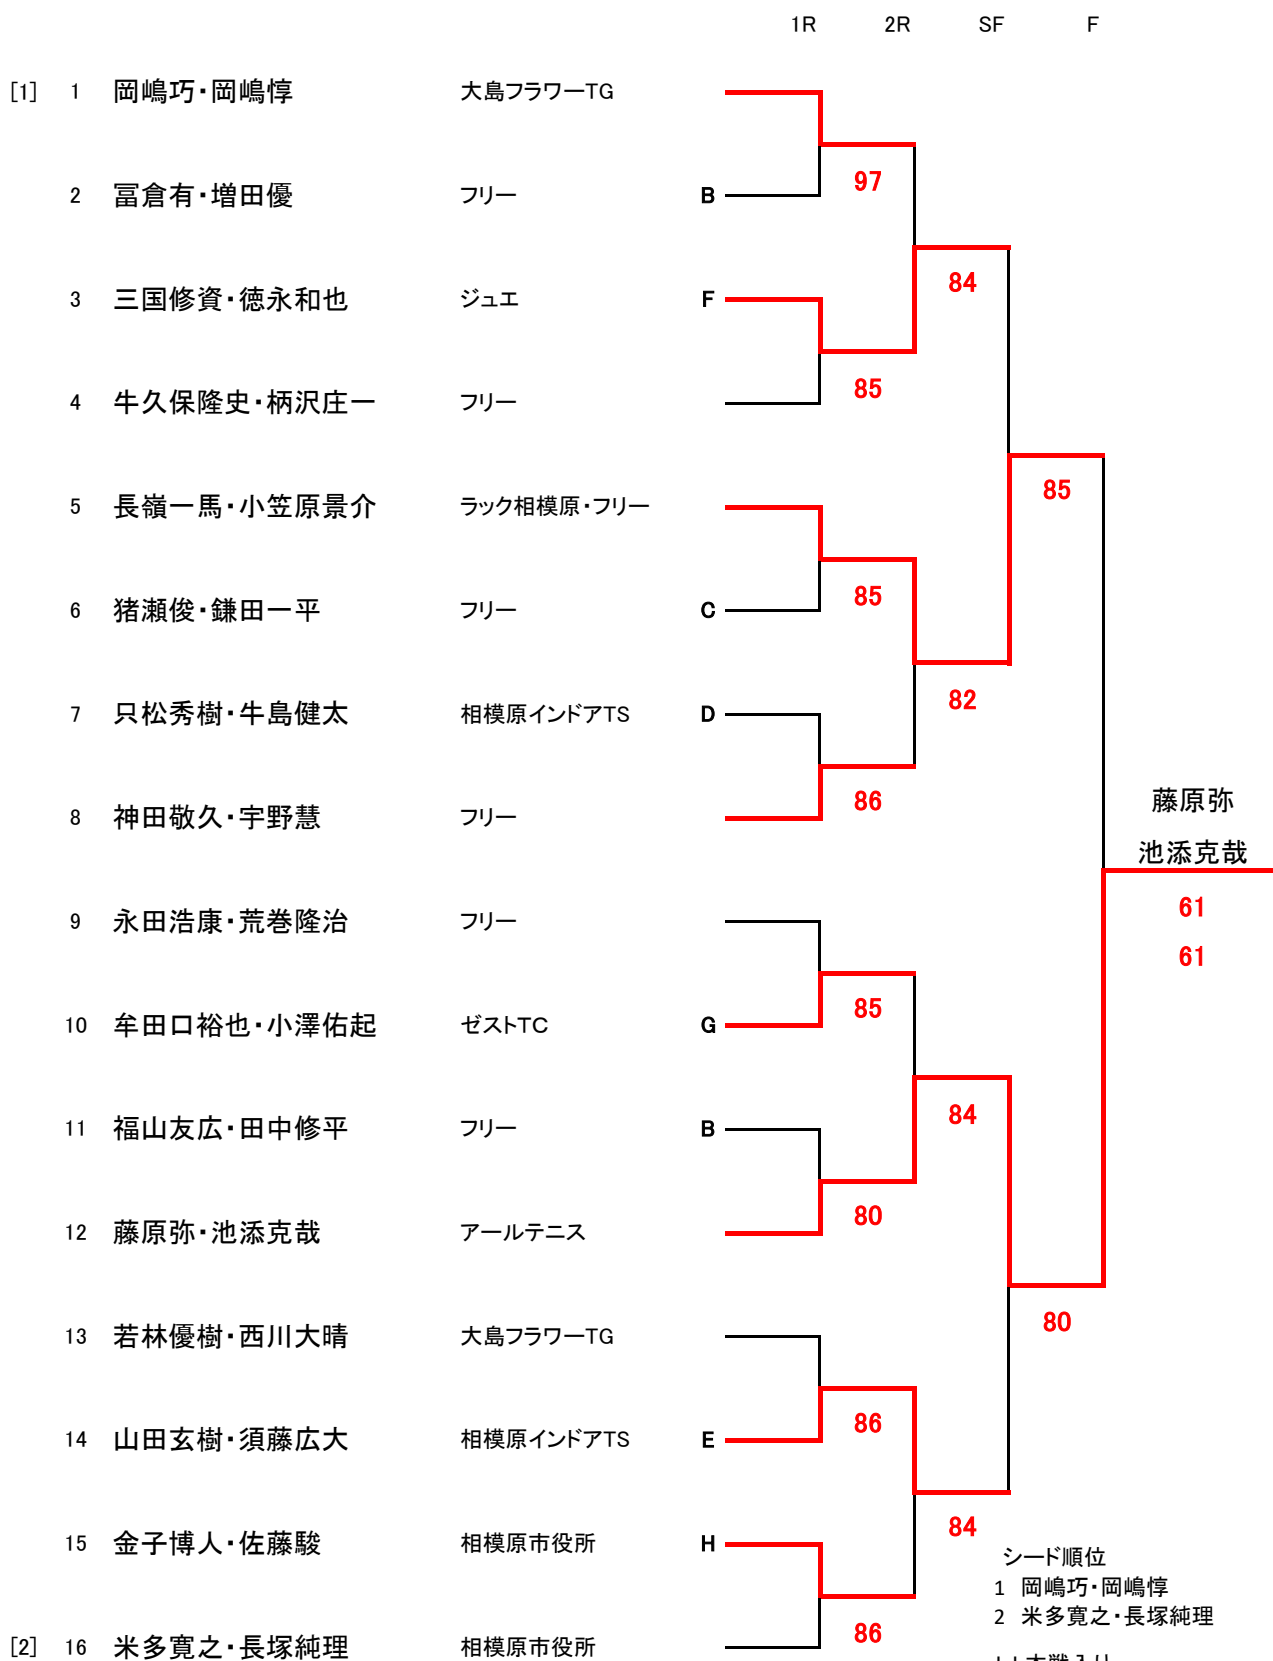 1R 2R SF F
[1] 1 岡嶋巧・岡嶋惇 大島フラワーTG
97
2 冨倉有・増田優 フリー B
84
3 三国修資・徳永和也 ジュエ F
85
4 牛久保隆史・柄沢庄一 フリー
85
5 長嶺一馬・小笠原景介 ラック相模原・フリー
85
6 猪瀬俊・鎌田一平 フリー C
82
7 只松秀樹・牛島健太 相模原インドアTS D
86
8 神田敬久・宇野慧 フリー
藤原弥
池添克哉
61
61
9 永田浩康・荒巻隆治 フリー
85
10 牟田口裕也・小澤佑起 ゼストTC G
84
11 福山友広・田中修平 フリー B
80
12 藤原弥・池添克哉 アールテニス
80
13 若林優樹・西川大晴 大島フラワーTG
86
14 山田玄樹・須藤広大 相模原インドアTS E
84
15 金子博人・佐藤駿 相模原市役所 H
86
[2] 16 米多寛之・長塚純理 相模原市役所
シード順位
1 岡嶋巧・岡嶋惇
2 米多寛之・長塚純理